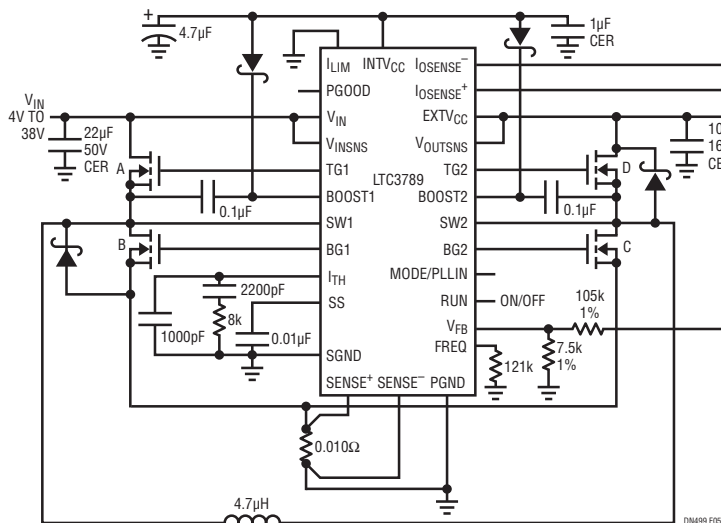 +
4.7µF
1µF
CER
I_LIM
INTV_CC
I_OSENSE⁻
PGOOD
I_OSENSE⁺
V_IN
4V TO
38V
22µF
50V
CER
V_IN
EXTV_CC
V_INSNS
V_OUTSNS
10
16
CE
A
TG1
LTC3789
TG2
D
0.1µF
BOOST1
BOOST2
0.1µF
SW1
SW2
B
BG1
BG2
C
I_TH
MODE/PLLIN
2200pF
SS
RUN
ON/OFF
1000pF
8k
0.01µF
V_FB
105k
1%
SGND
FREQ
121k
7.5k
1%
SENSE⁺
SENSE⁻
PGND
0.010Ω
4.7µH
DN499 F05